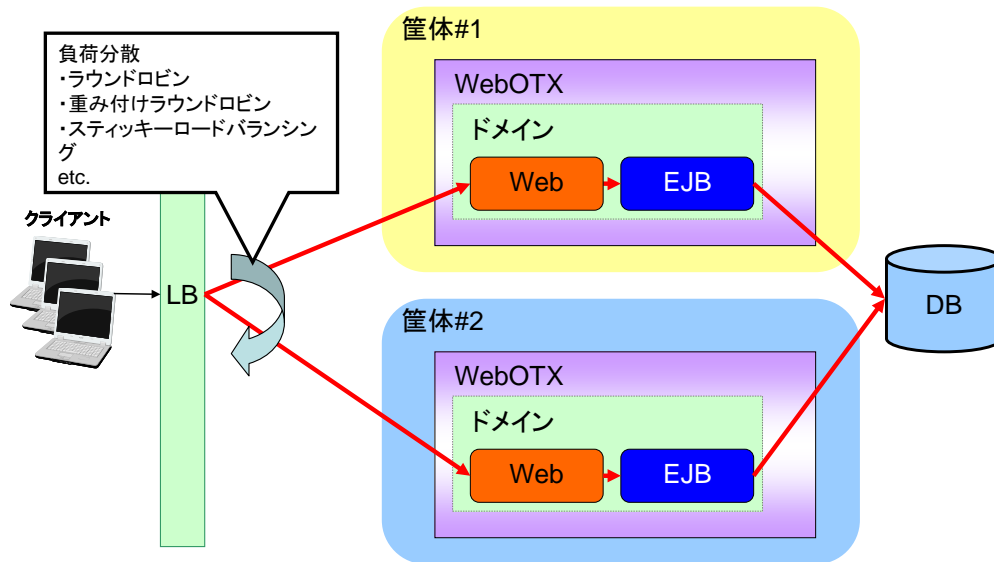 負荷分散
・ラウンドロビン
・重み付けラウンドロビン
・スティッキーロードバランシン
グ
etc.
クライアント
LB
筐体#1
WebOTX
ドメイン
Web
EJB
筐体#2
WebOTX
ドメイン
Web
EJB
DB